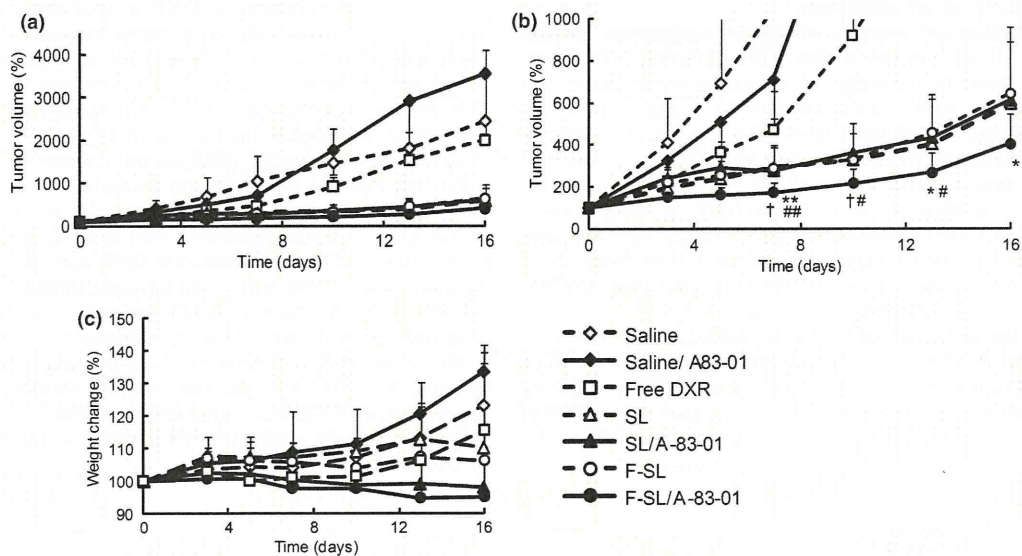 (a)
Tumor volume (%)
5000
4000
3000
2000
1000
0
0 4 8 12 16
Time (days)
(b)
Tumor volume (%)
1000
800
600
400
200
0
† ** †# *# *
##
0 4 8 12 16
Time (days)
(c)
Weight change (%)
150
140
130
120
110
100
90
0 4 8 12 16
Time (days)
Saline
Saline/ A83-01
Free DXR
SL
SL/A-83-01
F-SL
F-SL/A-83-01